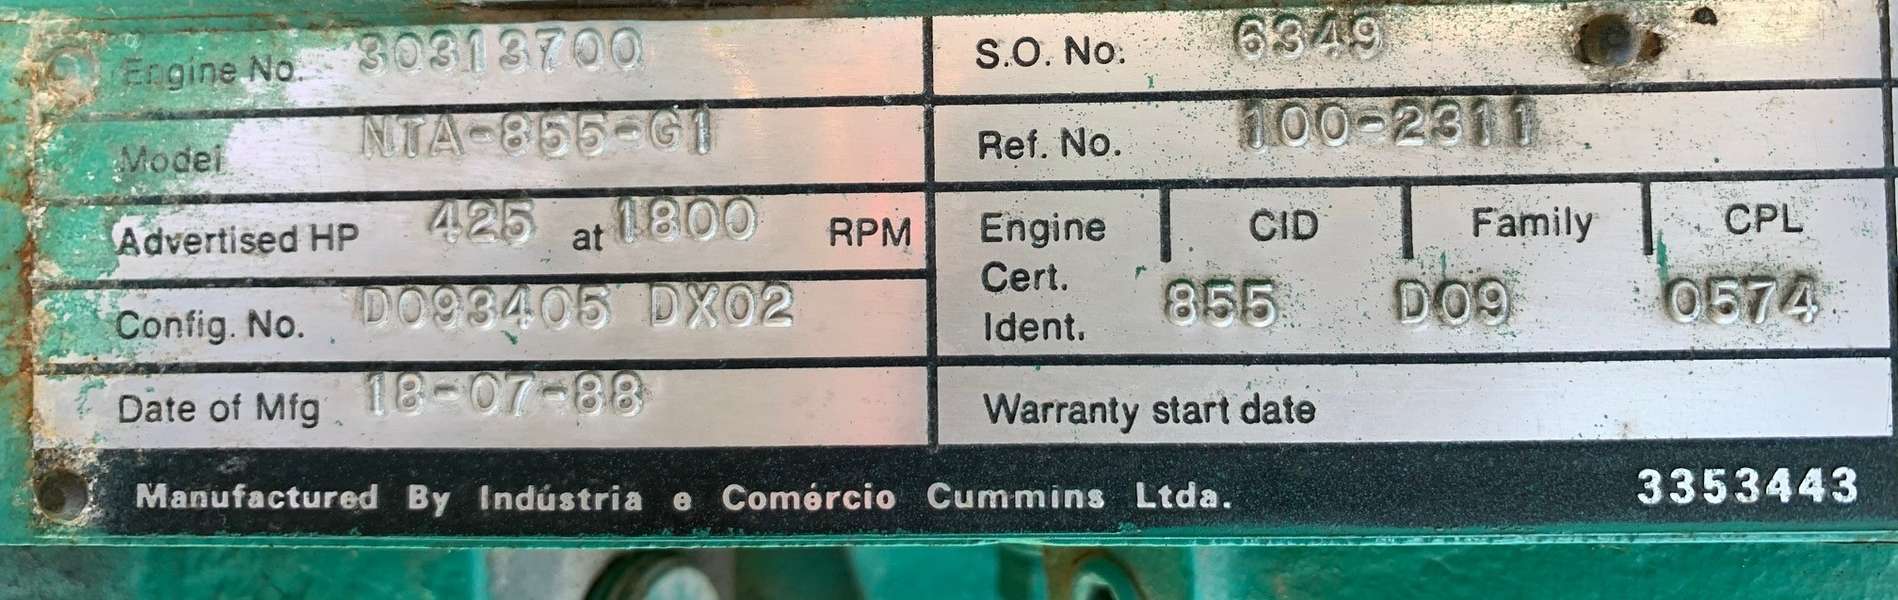 Engine No. 30313700
Model NTA-855-G1
Advertised HP 425 at 1800 RPM
Config. No. D093405 DX02
Date of Mfg 18-07-88
S.O. No. 6349
Ref. No. 100-2311
Engine Cert. Ident.
CID Family CPL
855 D09 0574
Warranty start date
Manufactured By Indústria e Comércio Cummins Ltda. 3353443